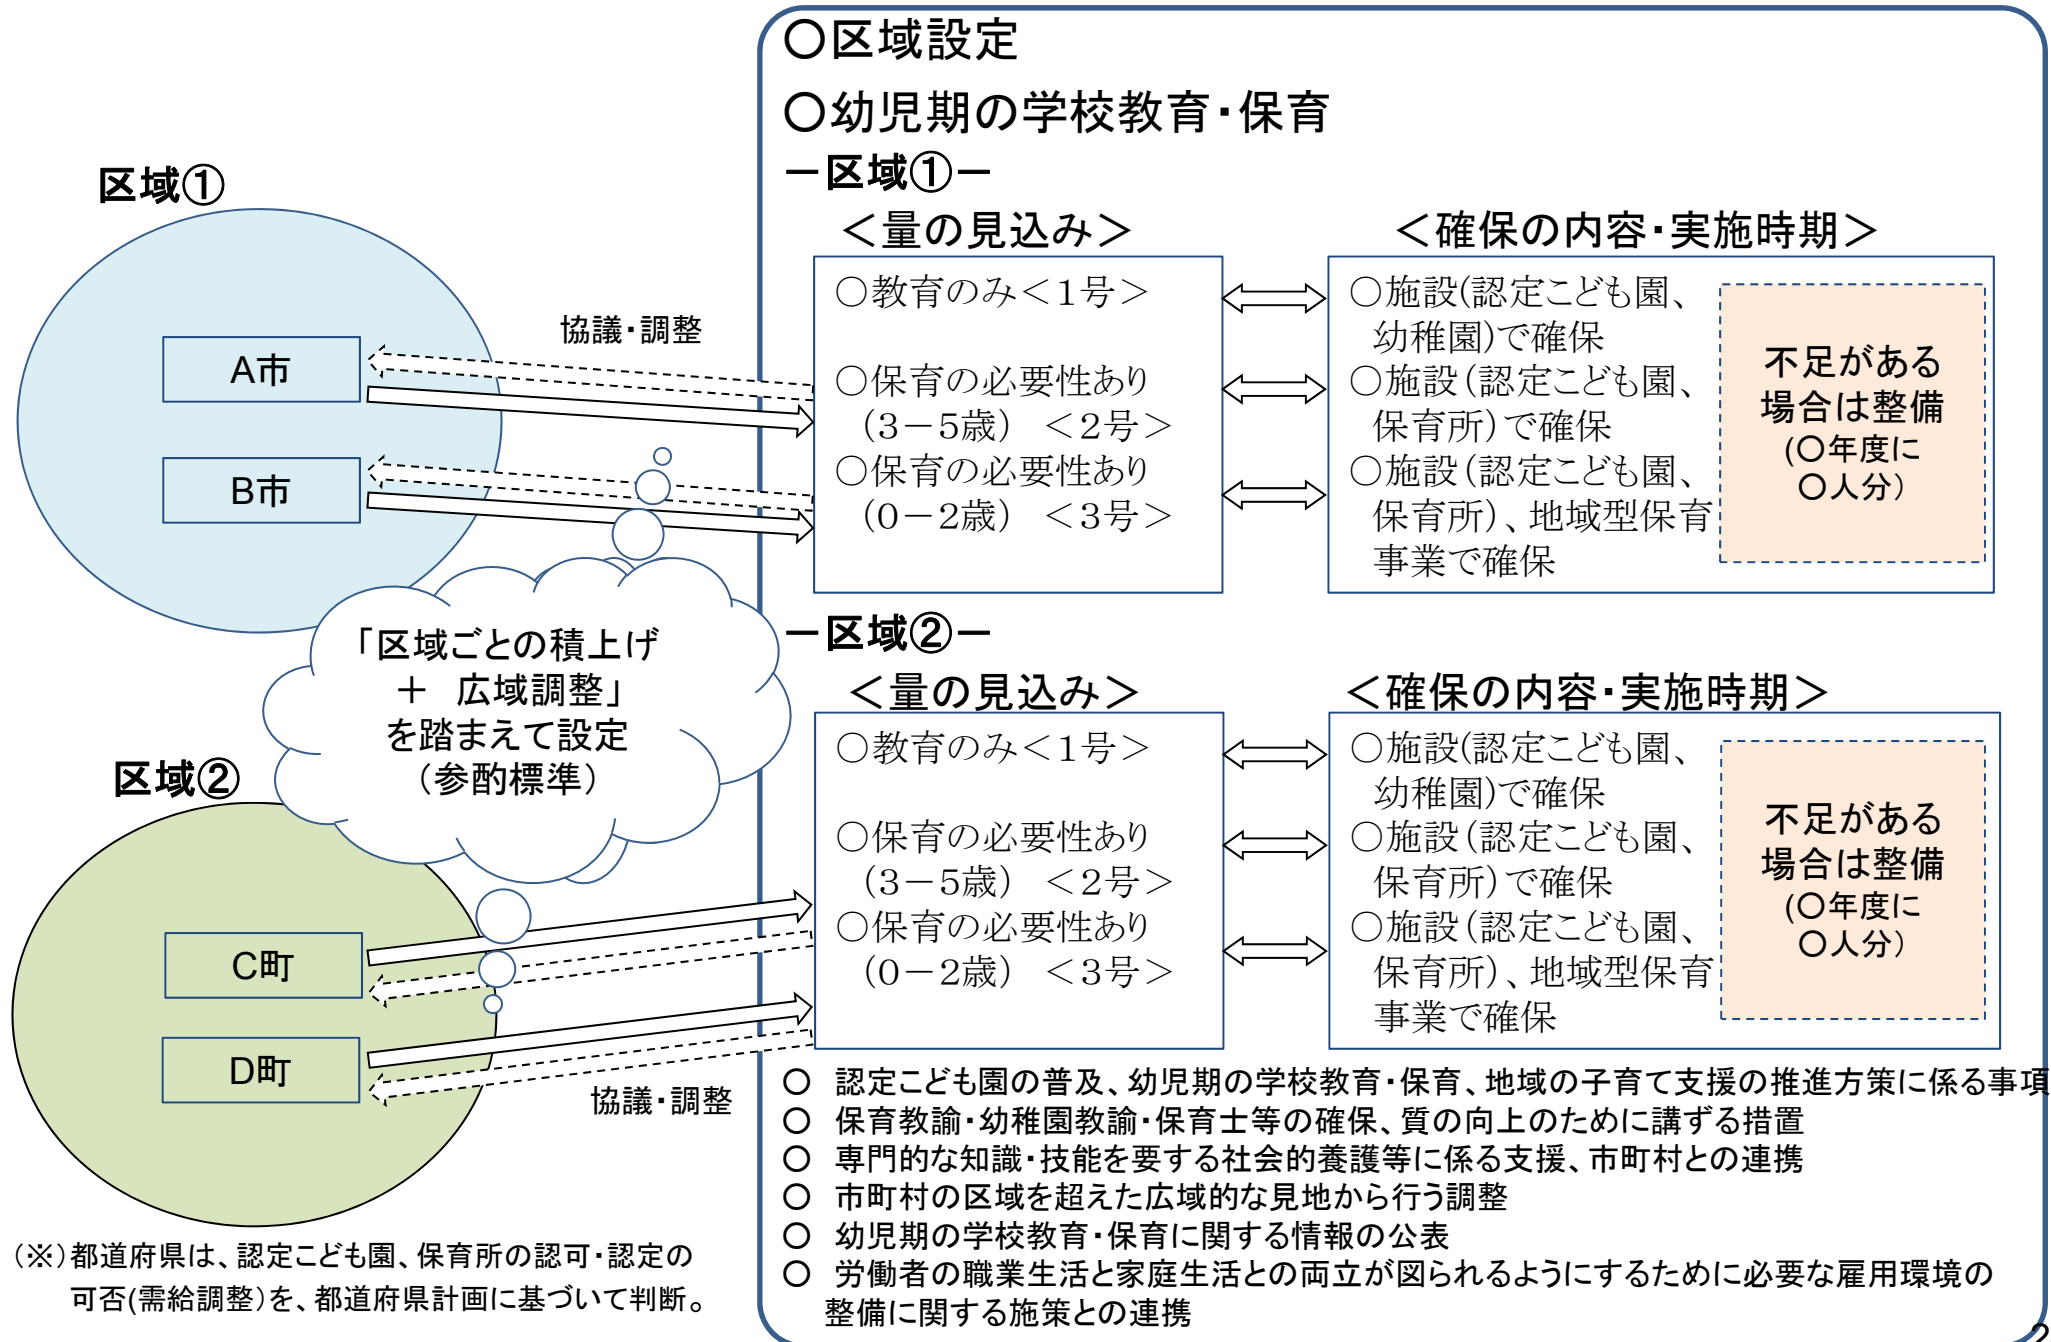 〇区域設定
〇幼児期の学校教育・保育
－区域①－
区域①
＜量の見込み＞
＜確保の内容・実施時期＞
A市
B市
協議・調整
〇教育のみ＜１号＞
〇保育の必要性あり
（３－５歳）　＜２号＞
〇保育の必要性あり
（０－２歳）　＜３号＞
〇施設(認定こども園、
幼稚園)で確保
〇施設（認定こども園、
保育所）で確保
〇施設（認定こども園、
保育所）、地域型保育
事業で確保
不足がある
場合は整備
(〇年度に
〇人分）
「区域ごとの積上げ
＋　広域調整」
を踏まえて設定
（参酌標準）
－区域②－
区域②
＜量の見込み＞
＜確保の内容・実施時期＞
C町
D町
協議・調整
〇教育のみ＜１号＞
〇保育の必要性あり
（３－５歳）　＜２号＞
〇保育の必要性あり
（０－２歳）　＜３号＞
〇施設(認定こども園、
幼稚園)で確保
〇施設（認定こども園、
保育所）で確保
〇施設（認定こども園、
保育所）、地域型保育
事業で確保
不足がある
場合は整備
(〇年度に
〇人分）
〇　認定こども園の普及、幼児期の学校教育・保育、地域の子育て支援の推進方策に係る事項
〇　保育教諭・幼稚園教諭・保育士等の確保、質の向上のために講ずる措置
〇　専門的な知識・技能を要する社会的養護等に係る支援、市町村との連携
〇　市町村の区域を超えた広域的な見地から行う調整
〇　幼児期の学校教育・保育に関する情報の公表
〇　労働者の職業生活と家庭生活との両立が図られるようにするために必要な雇用環境の
整備に関する施策との連携
（※）都道府県は、認定こども園、保育所の認可・認定の
可否(需給調整）を、都道府県計画に基づいて判断。
2